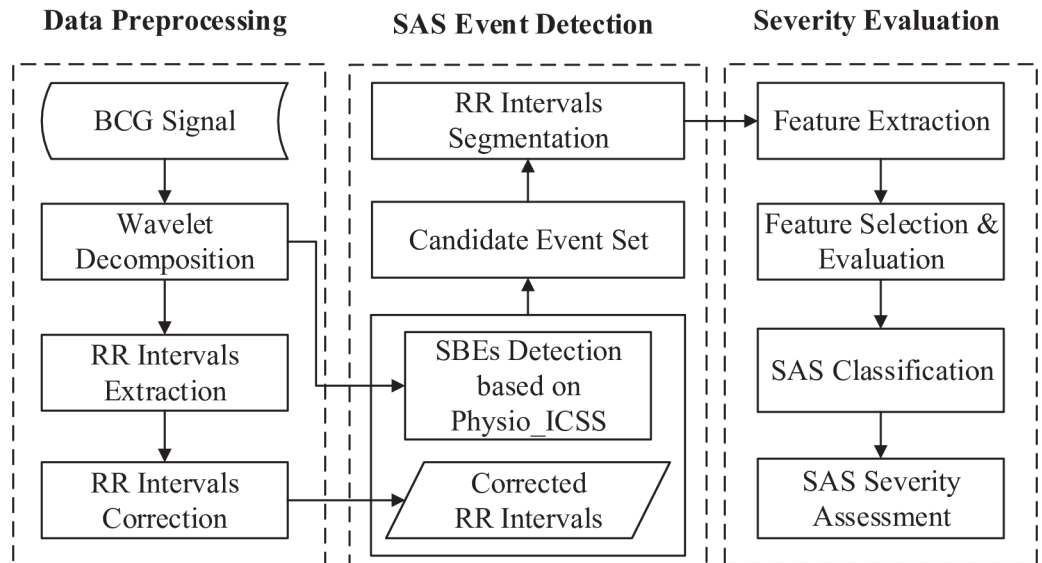 Data Preprocessing
BCG Signal
Wavelet
Decomposition
RR Intervals
Extraction
RR Intervals
Correction
SAS Event Detection
RR Intervals
Segmentation
Candidate Event Set
SBEs Detection
based on
Physio_ICSS
Corrected
RR Intervals
Severity Evaluation
Feature Extraction
Feature Selection &
Evaluation
SAS Classification
SAS Severity
Assessment